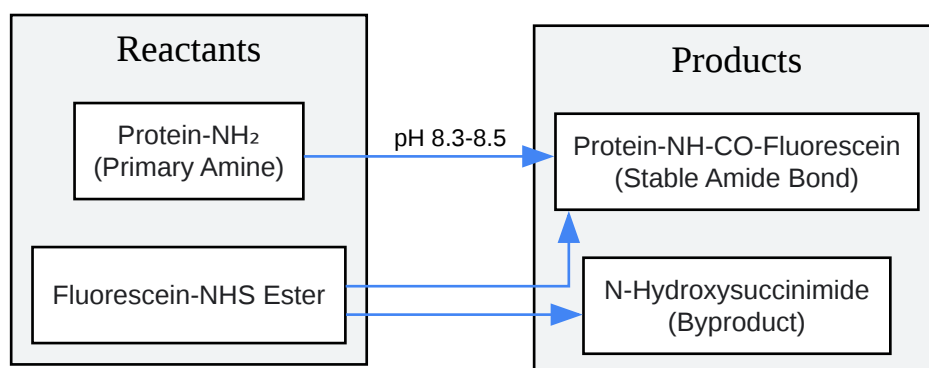 Reactants
Protein-NH₂
(Primary Amine)
Fluorescein-NHS Ester
pH 8.3-8.5
Products
Protein-NH-CO-Fluorescein
(Stable Amide Bond)
N-Hydroxysuccinimide
(Byproduct)